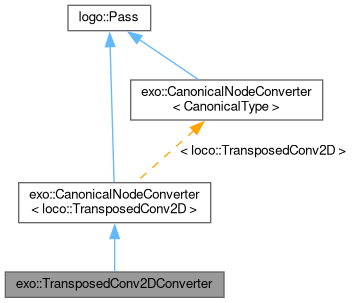 logo::Pass
exo::CanonicalNodeConverter
< CanonicalType >
< loco::TransposedConv2D >
exo::CanonicalNodeConverter
< loco::TransposedConv2D >
exo::TransposedConv2DConverter